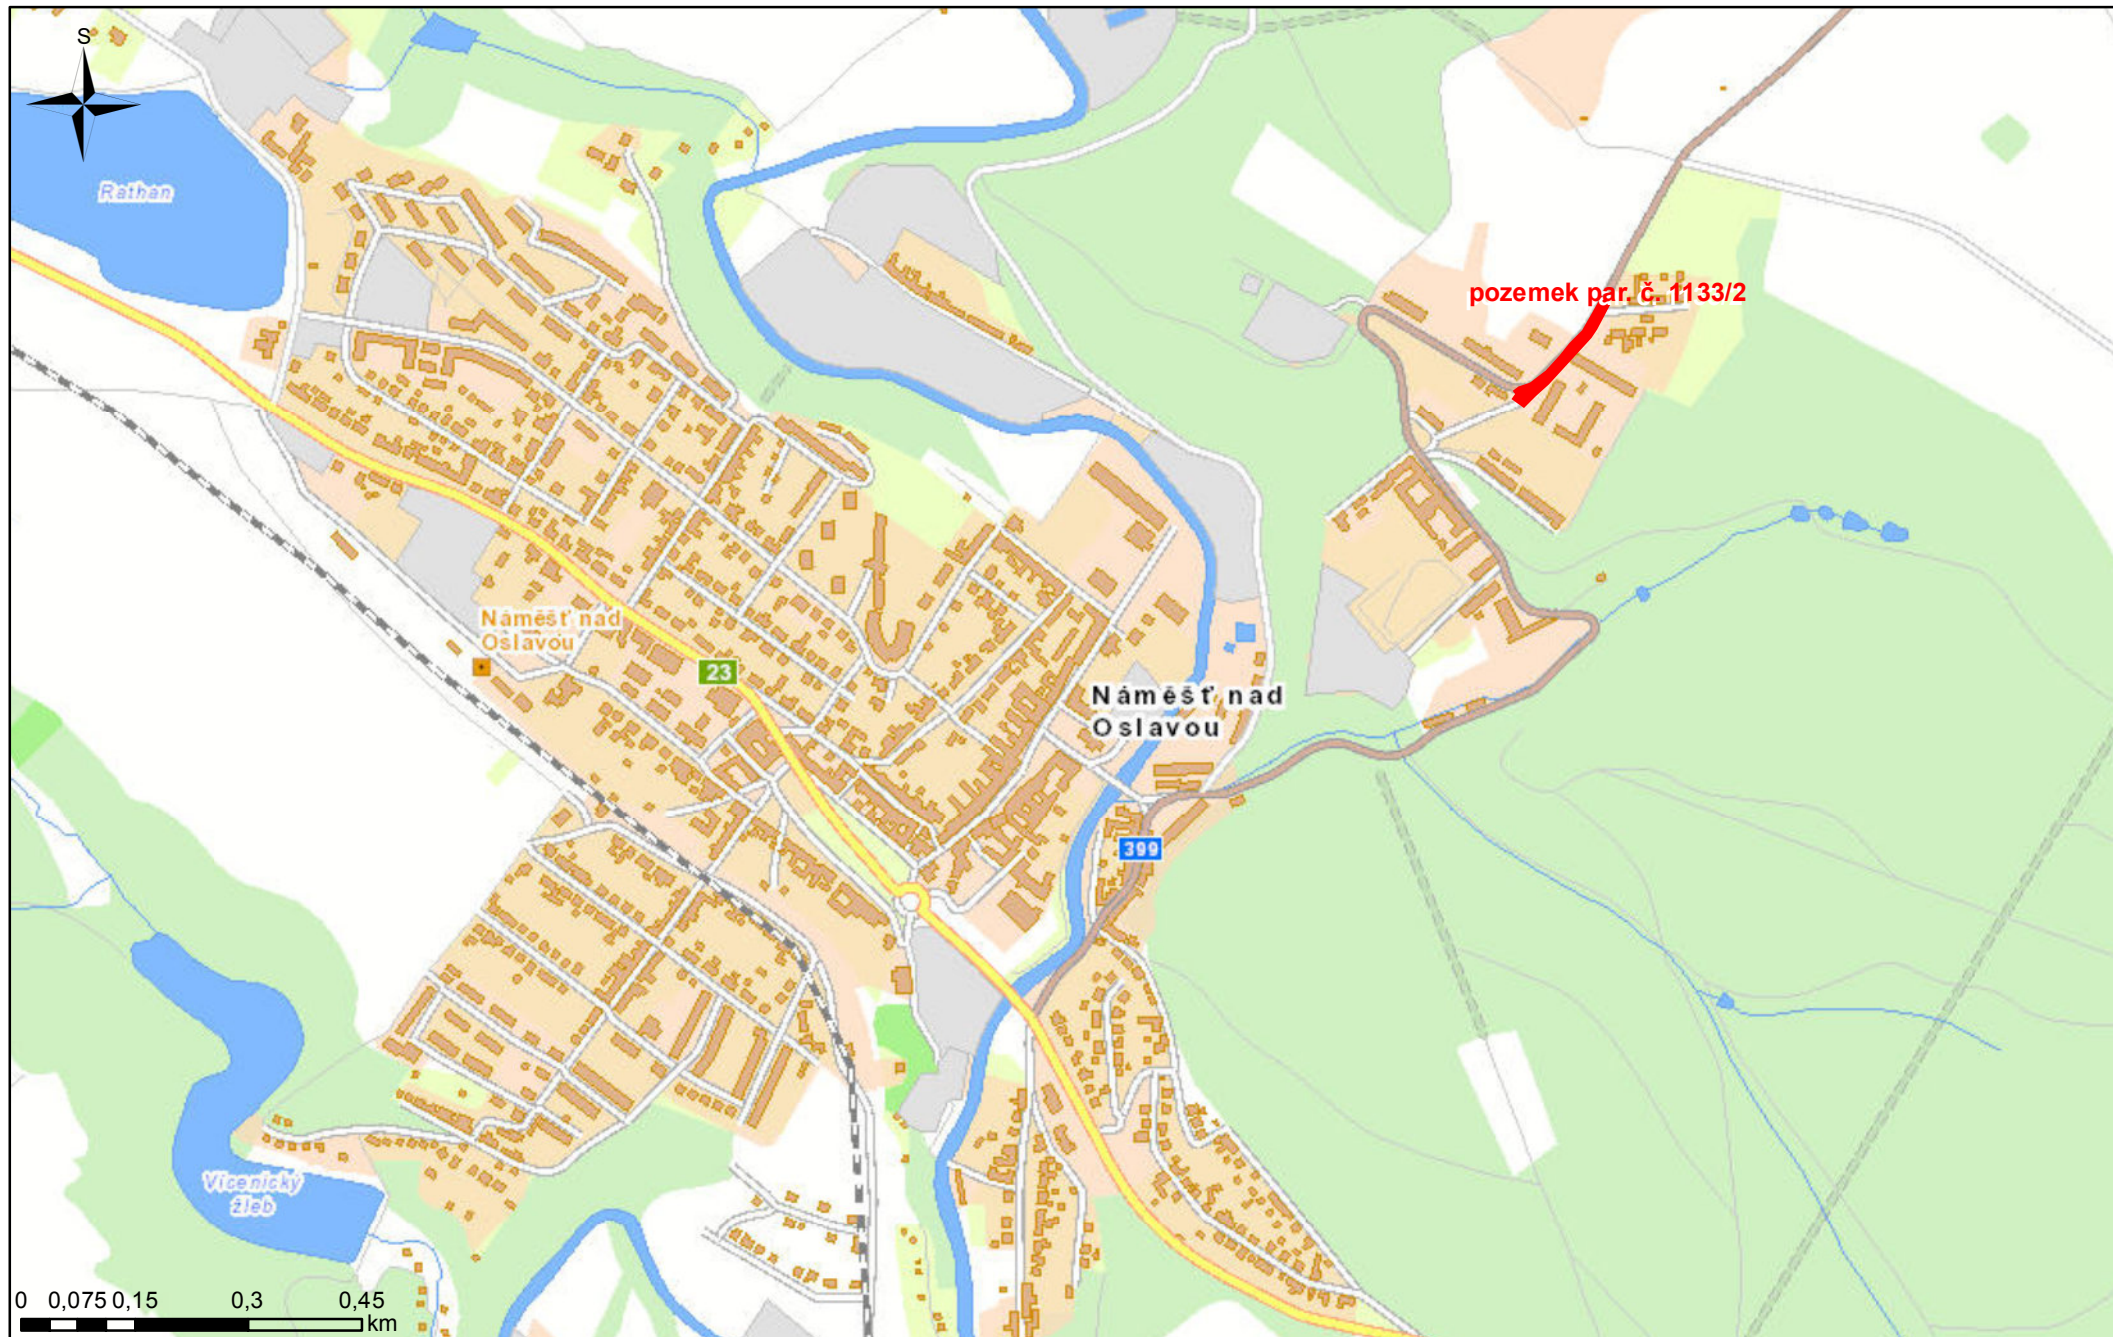 S
Rathan
pozemek par. č. 1133/2
Náměšť nad
Oslavou
23
Náměšť nad
Oslavou
399
Vícenický
žleb
0 0,075 0,15 0,3 0,45
km